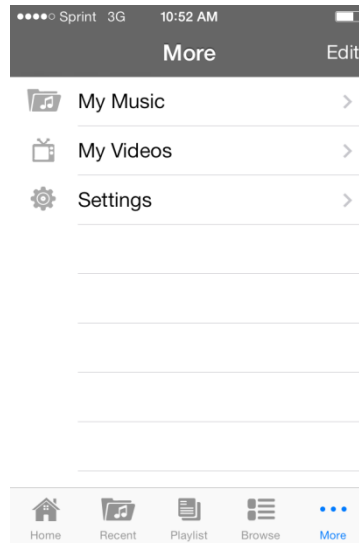 Sprint 3G 10:52 AM
More Edit
My Music
My Videos
Settings
Home Recent Playlist Browse More